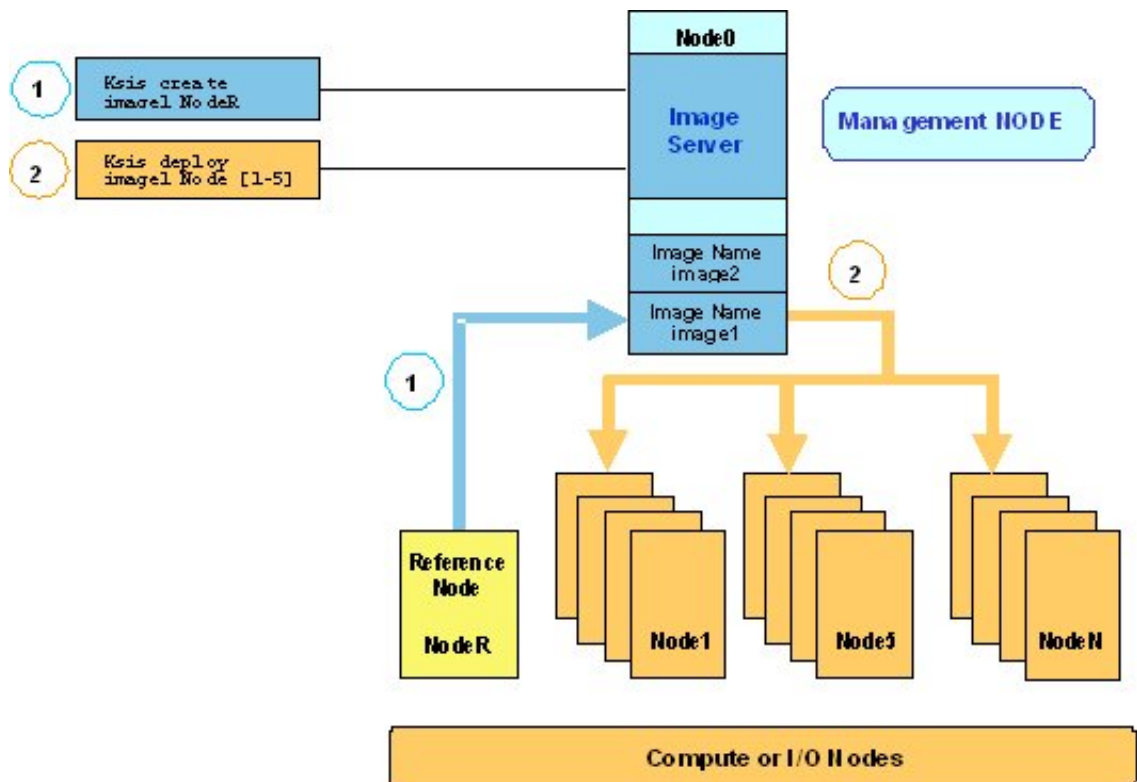 Node0
1
Ksis create
image1 NodeR
Image
Server
Management NODE
2
Ksis deploy
image1 Node [1-5]
Image Name
image2
2
Image Name
image1
1
Reference
Node
NodeR
Node1
Node5
NodeN
Compute or I/O Nodes